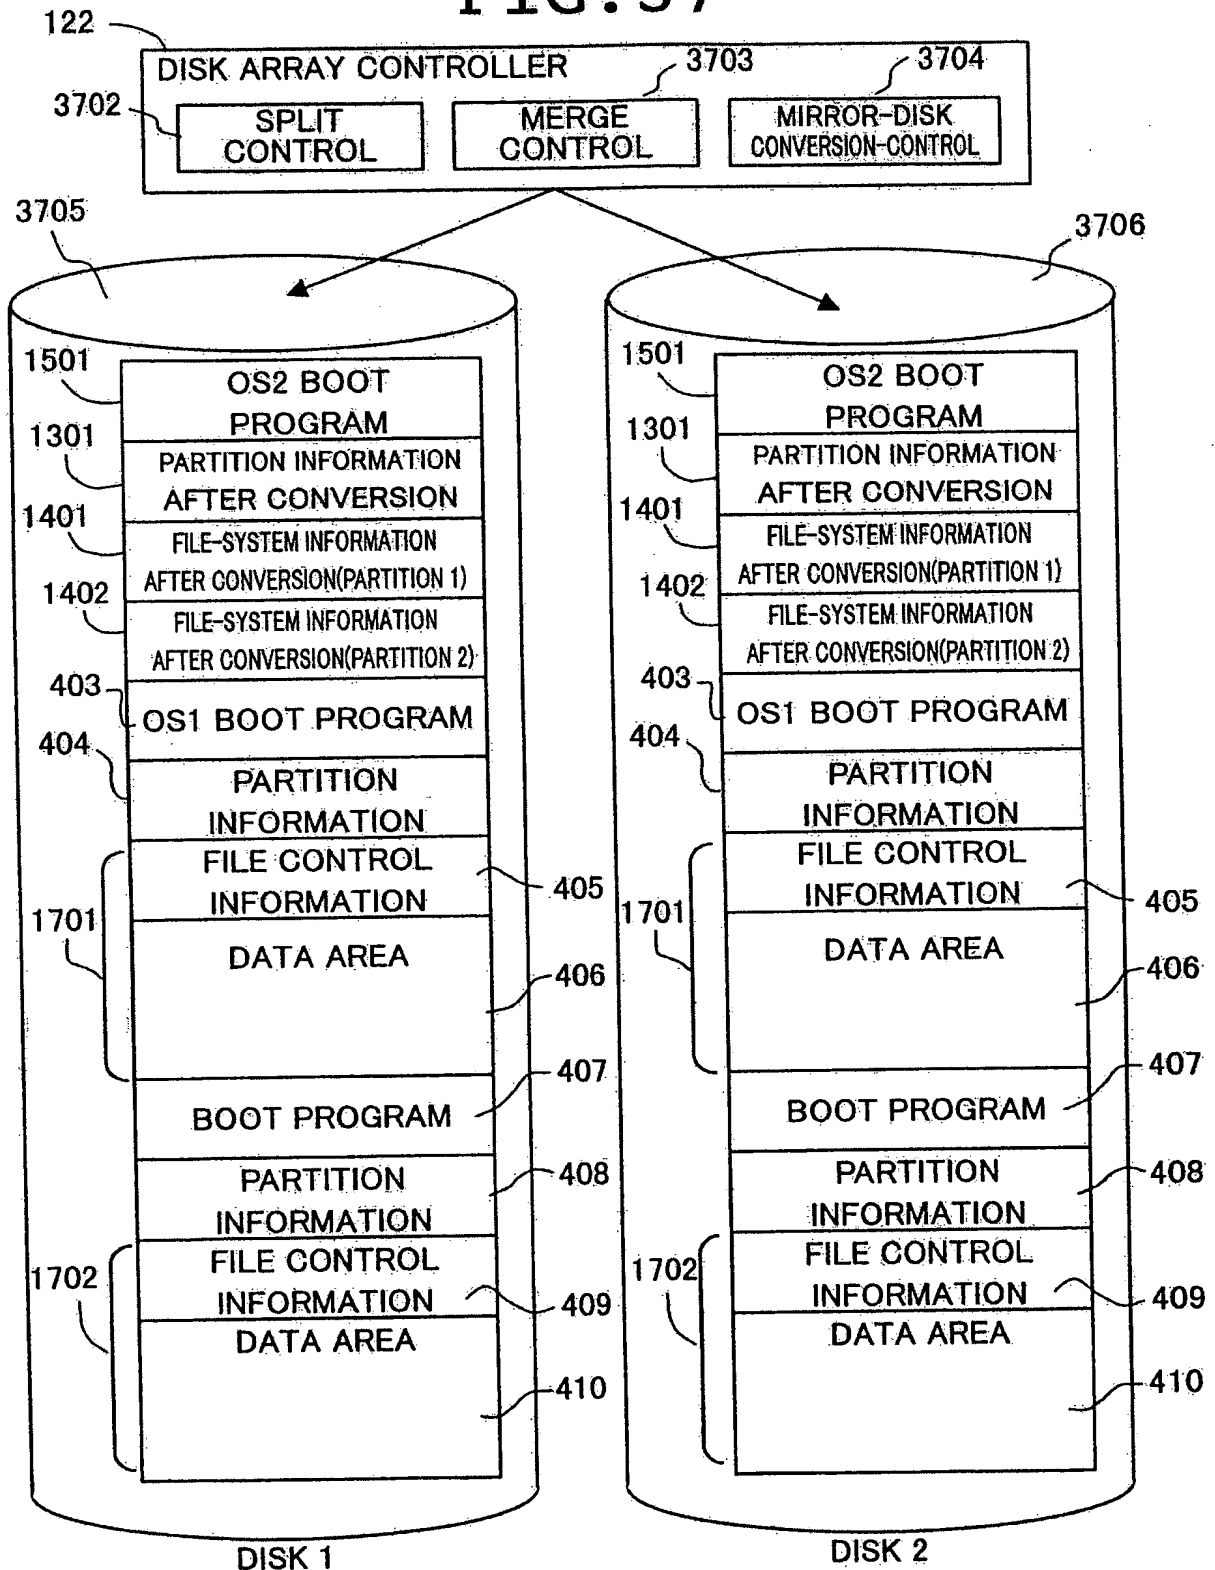 FIG.37
122
DISK ARRAY CONTROLLER
3703
3704
3702
SPLIT
CONTROL
MERGE
CONTROL
MIRROR-DISK
CONVERSION-CONTROL
3705
3706
1501
OS2 BOOT
PROGRAM
1301
PARTITION INFORMATION
AFTER CONVERSION
1401
FILE-SYSTEM INFORMATION
AFTER CONVERSION(PARTITION 1)
1402
FILE-SYSTEM INFORMATION
AFTER CONVERSION(PARTITION 2)
403
OS1 BOOT PROGRAM
404
PARTITION
INFORMATION
1701
FILE CONTROL
INFORMATION
405
DATA AREA
406
407
BOOT PROGRAM
PARTITION
INFORMATION
408
1702
FILE CONTROL
INFORMATION
409
DATA AREA
410
DISK 1
1501
OS2 BOOT
PROGRAM
1301
PARTITION INFORMATION
AFTER CONVERSION
1401
FILE-SYSTEM INFORMATION
AFTER CONVERSION(PARTITION 1)
1402
FILE-SYSTEM INFORMATION
AFTER CONVERSION(PARTITION 2)
403
OS1 BOOT PROGRAM
404
PARTITION
INFORMATION
1701
FILE CONTROL
INFORMATION
405
DATA AREA
406
407
BOOT PROGRAM
PARTITION
INFORMATION
408
1702
FILE CONTROL
INFORMATION
409
DATA AREA
410
DISK 2